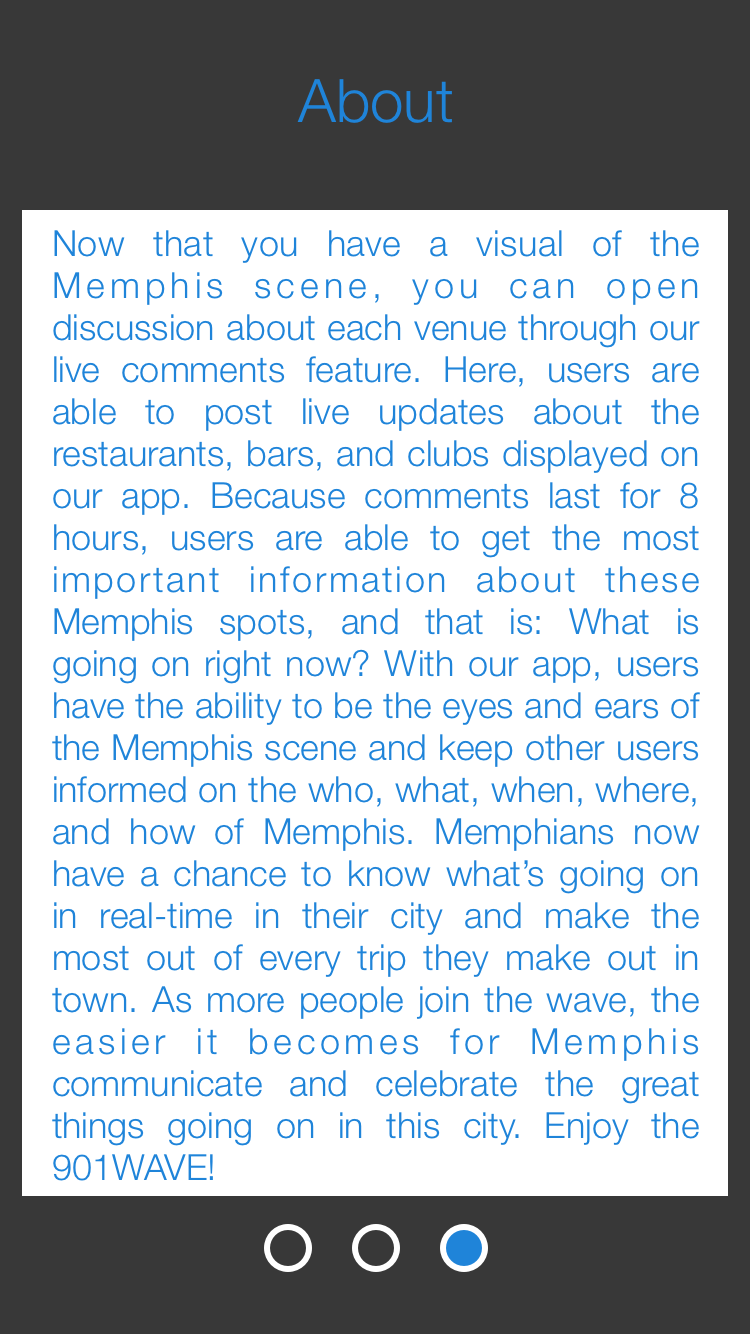 About
Now that you have a visual of the
Memphis scene, you can open
discussion about each venue through our
live comments feature. Here, users are
able to post live updates about the
restaurants, bars, and clubs displayed on
our app. Because comments last for 8
hours, users are able to get the most
important information about these
Memphis spots, and that is: What is
going on right now? With our app, users
have the ability to be the eyes and ears of
the Memphis scene and keep other users
informed on the who, what, when, where,
and how of Memphis. Memphians now
have a chance to know what’s going on
in real-time in their city and make the
most out of every trip they make out in
town. As more people join the wave, the
easier it becomes for Memphis
communicate and celebrate the great
things going on in this city. Enjoy the
901WAVE!